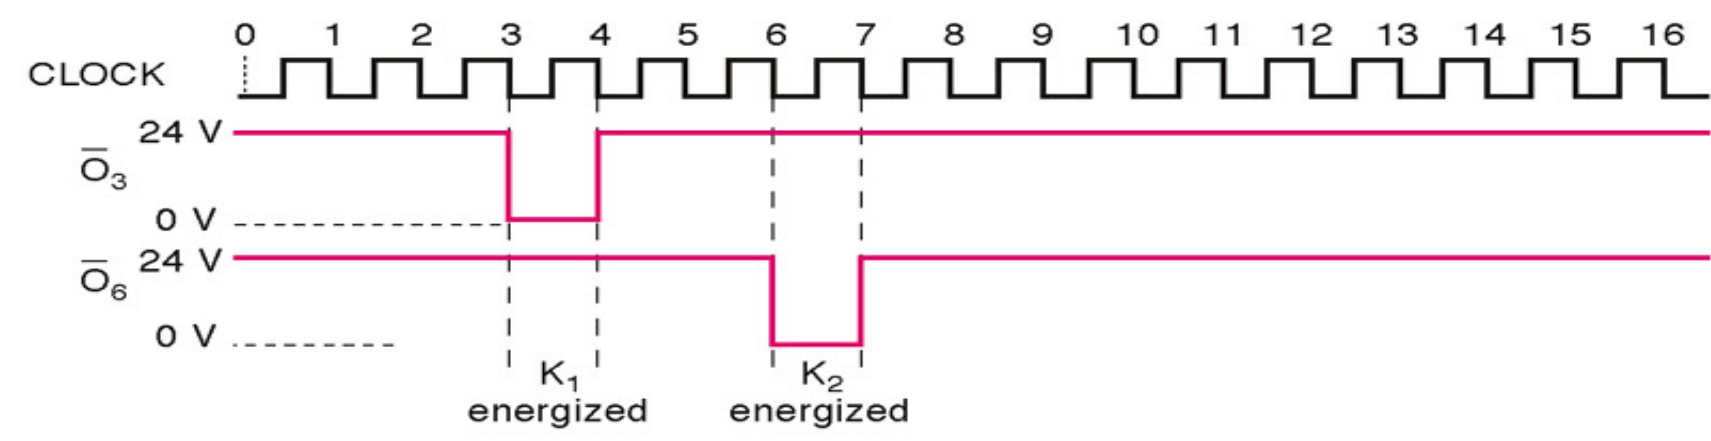 0 1 2 3 4 5 6 7 8 9 10 11 12 13 14 15 16
CLOCK
24 V
O̅₃
0 V
24 V
O̅₆
0 V
K₁ K₂
energized energized